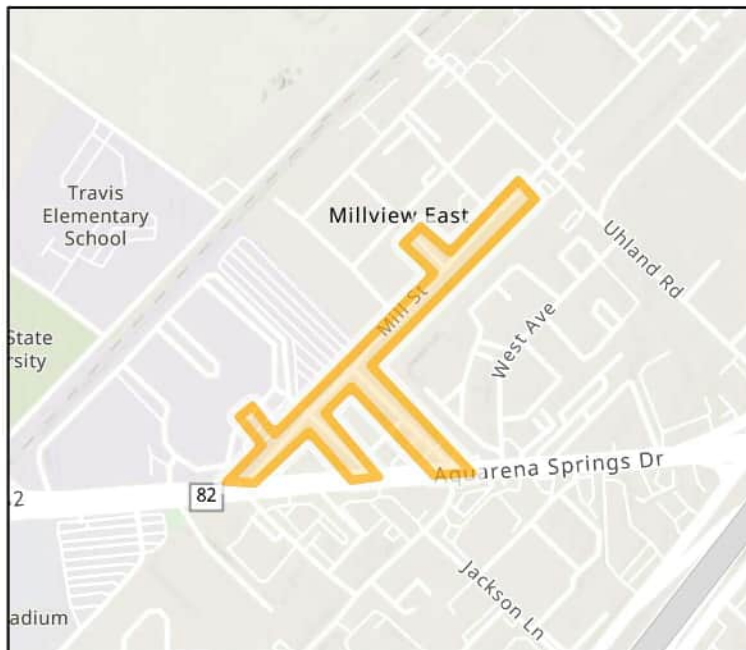 Travis
Elementary
School
Millview East
Uhland Rd
State
rsity
Mill St
West Ave
Aquarena Springs Dr
82
2
Jackson Ln
adium